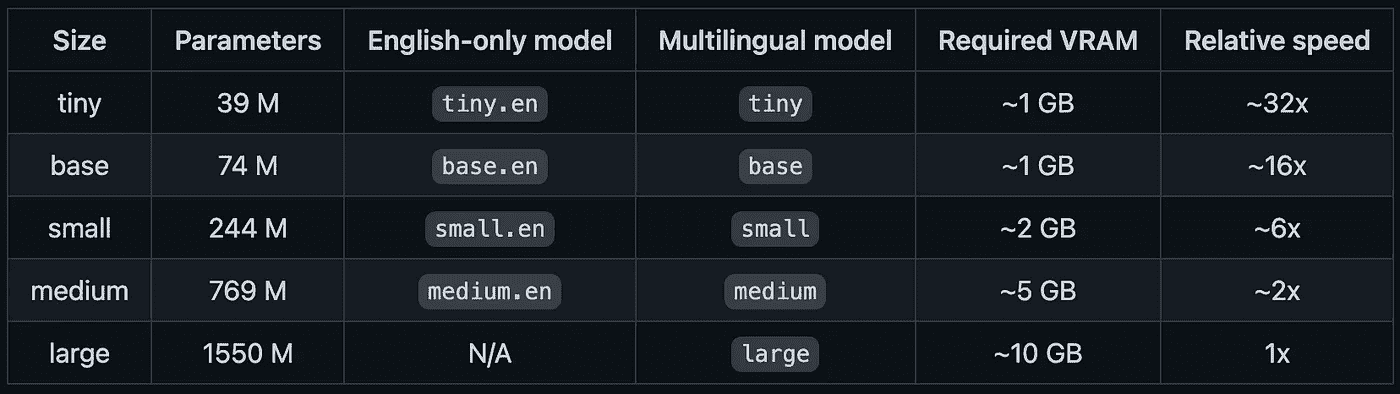 Size Parameters English-only model Multilingual model Required VRAM Relative speed
tiny 39 M tiny.en tiny ~1 GB ~32x
base 74 M base.en base ~1 GB ~16x
small 244 M small.en small ~2 GB ~6x
medium 769 M medium.en medium ~5 GB ~2x
large 1550 M N/A large ~10 GB 1x